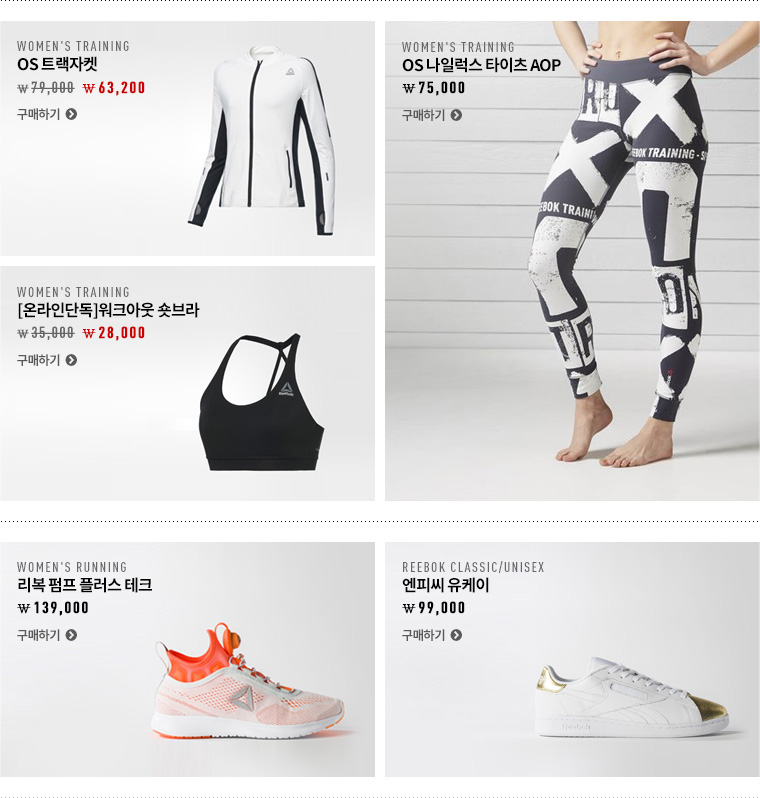 WOMEN'S TRAINING
OS 트랙자켓
₩79,000 ₩63,200
구매하기
WOMEN'S TRAINING
OS 나일럭스 타이츠 AOP
₩75,000
구매하기
EBOK TRAINING - S
EBOK TRAINI
WOMEN'S TRAINING
[온라인단독]워크아웃 숏브라
₩35,000 ₩28,000
구매하기
Reebok
WOMEN'S RUNNING
리복 펌프 플러스 테크
₩139,000
구매하기
REEBOK CLASSIC/UNISEX
엔피씨 유케이
₩99,000
구매하기
Reebok